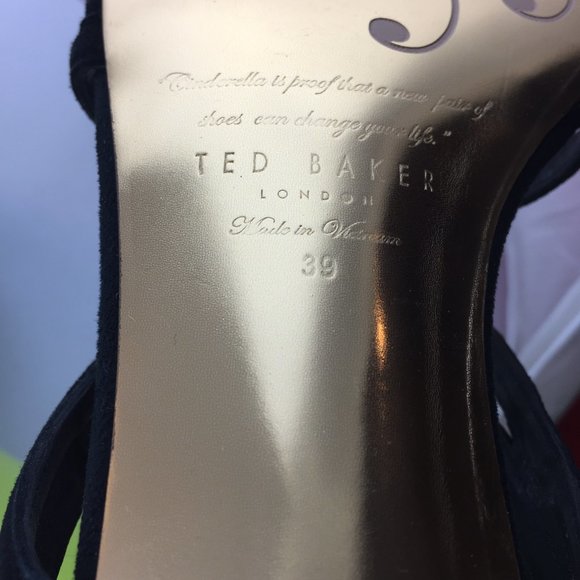 "Cinderella is proof that a new pair of
shoes can change your life."
TED BAKER
LONDON
Made in Vietnam
39